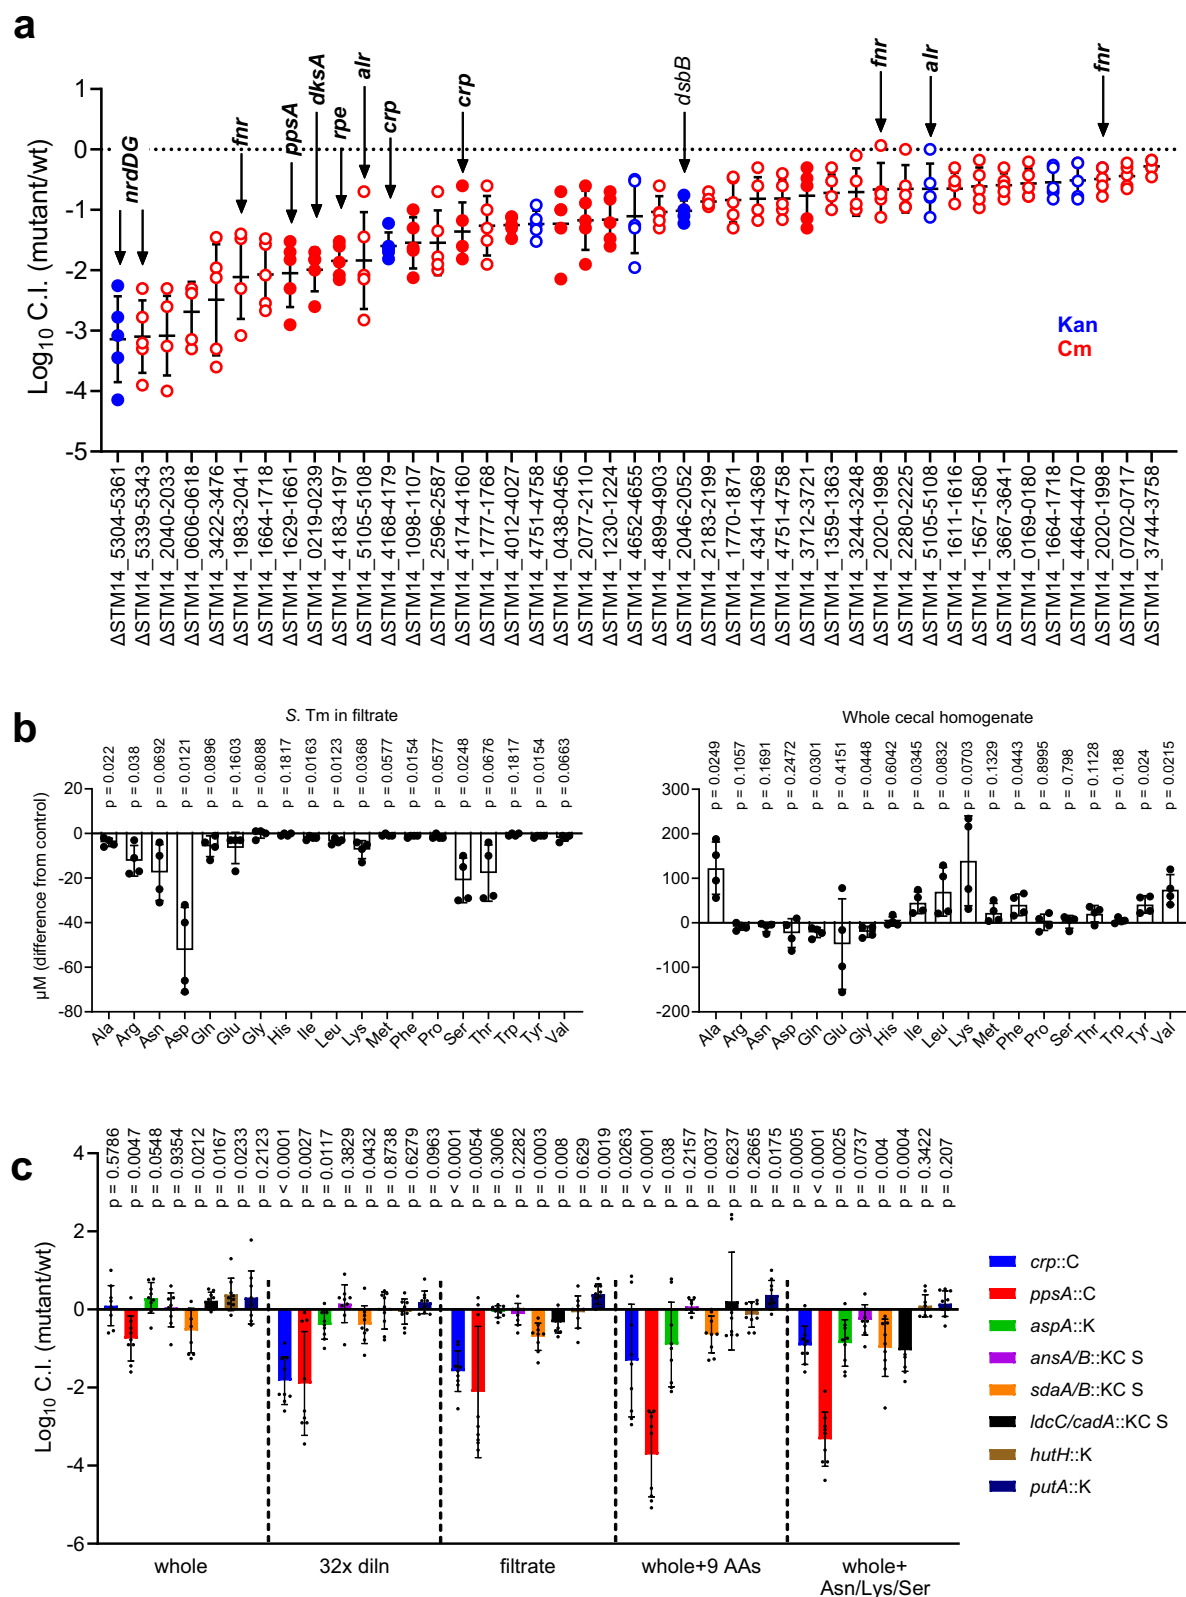 a
nrdDG
fnr
ppsA
dksA
rpe
alr
crp
crp
dsbB
fnr
alr
fnr
Log10 C.I. (mutant/wt)
1
0
-1
-2
-3
-4
-5
Kan
Cm
ΔSTM14_5304-5361
ΔSTM14_5339-5343
ΔSTM14_2040-2033
ΔSTM14_0606-0618
ΔSTM14_3422-3476
ΔSTM14_1983-2041
ΔSTM14_1664-1718
ΔSTM14_1629-1661
ΔSTM14_0219-0239
ΔSTM14_4183-4197
ΔSTM14_5105-5108
ΔSTM14_4168-4179
ΔSTM14_1098-1107
ΔSTM14_2596-2587
ΔSTM14_4174-4160
ΔSTM14_1777-1768
ΔSTM14_4012-4027
ΔSTM14_4751-4758
ΔSTM14_0438-0456
ΔSTM14_2077-2110
ΔSTM14_1230-1224
ΔSTM14_4652-4655
ΔSTM14_4899-4903
ΔSTM14_2046-2052
ΔSTM14_2183-2199
ΔSTM14_1770-1871
ΔSTM14_4341-4369
ΔSTM14_4751-4758
ΔSTM14_3712-3721
ΔSTM14_1359-1363
ΔSTM14_3244-3248
ΔSTM14_2020-1998
ΔSTM14_2280-2225
ΔSTM14_5105-5108
ΔSTM14_1611-1616
ΔSTM14_1567-1580
ΔSTM14_3667-3641
ΔSTM14_0169-0180
ΔSTM14_1664-1718
ΔSTM14_4464-4470
ΔSTM14_2020-1998
ΔSTM14_0702-0717
ΔSTM14_3744-3758
b
S. Tm in filtrate
p = 0.022
p = 0.038
p = 0.0692
p = 0.0121
p = 0.0896
p = 0.1603
p = 0.8088
p = 0.1817
p = 0.0163
p = 0.0123
p = 0.0368
p = 0.0577
p = 0.0154
p = 0.0577
p = 0.0248
p = 0.0676
p = 0.1817
p = 0.0154
p = 0.0663
µM (difference from control)
20
0
-20
-40
-60
-80
Ala
Arg
Asn
Asp
Gln
Glu
Gly
His
Ile
Leu
Lys
Met
Phe
Pro
Ser
Thr
Trp
Tyr
Val
Whole cecal homogenate
p = 0.0249
p = 0.1057
p = 0.1691
p = 0.2472
p = 0.0301
p = 0.4151
p = 0.0448
p = 0.6042
p = 0.0345
p = 0.0832
p = 0.0703
p = 0.1329
p = 0.0443
p = 0.8995
p = 0.798
p = 0.1128
p = 0.188
p = 0.024
p = 0.0215
300
200
100
0
-100
-200
Ala
Arg
Asn
Asp
Gln
Glu
Gly
His
Ile
Leu
Lys
Met
Phe
Pro
Ser
Thr
Trp
Tyr
Val
c
p = 0.5786
p = 0.0047
p = 0.0548
p = 0.9354
p = 0.0212
p = 0.0167
p = 0.0233
p = 0.2123
p < 0.0001
p = 0.0027
p = 0.0117
p = 0.3829
p = 0.0432
p = 0.8738
p = 0.6279
p = 0.0963
p < 0.0001
p = 0.0054
p = 0.3006
p = 0.2282
p = 0.0003
p = 0.008
p = 0.629
p = 0.0019
p = 0.0263
p < 0.0001
p = 0.038
p = 0.2157
p = 0.0037
p = 0.6237
p = 0.2665
p = 0.0175
p = 0.0005
p < 0.0001
p = 0.0025
p = 0.0737
p = 0.004
p = 0.0004
p = 0.3422
p = 0.207
Log10 C.I. (mutant/wt)
4
2
0
-2
-4
-6
whole
32x diln
filtrate
whole+9 AAs
whole+
Asn/Lys/Ser
crp::C
ppsA::C
aspA::K
ansA/B::KC S
sdaA/B::KC S
ldcC/cadA::KC S
hutH::K
putA::K